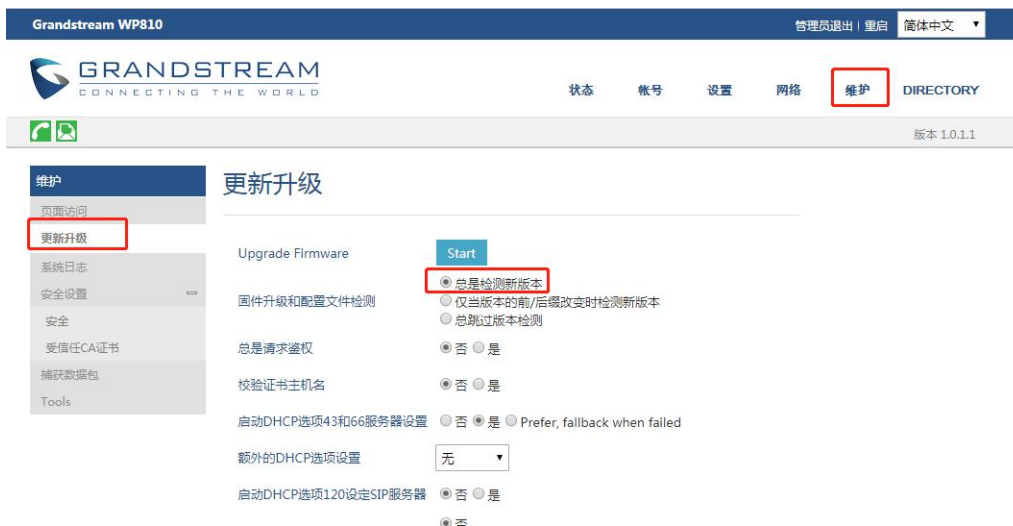 Grandstream WP810
管理员退出 | 重启 简体中文
GRANDSTREAM
CONNECTING THE WORLD
状态 帐号 设置 网络 维护 DIRECTORY
版本 1.0.1.1
维护
页面访问
更新升级
系统日志
安全设置
安全
受信任CA证书
捕获数据包
Tools
更新升级
Upgrade Firmware Start
固件升级和配置文件检测
总是检测新版本
仅当版本的前/后缀改变时检测新版本
总跳过版本检测
总是请求鉴权 否 是
校验证书主机名 否 是
启动DHCP选项43和66服务器设置 否 是 Prefer, fallback when failed
额外的DHCP选项设置 无
启动DHCP选项120设定SIP服务器 否 是
否